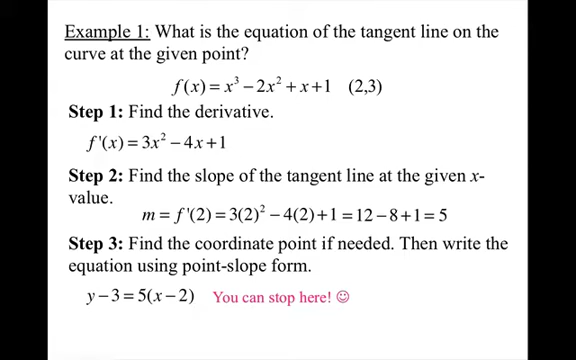 Example 1: What is the equation of the tangent line on the
curve at the given point?
f(x) = x³ − 2x² + x + 1 (2,3)
Step 1: Find the derivative.
f'(x) = 3x² − 4x + 1
Step 2: Find the slope of the tangent line at the given x-
value.
m = f'(2) = 3(2)² − 4(2) + 1 = 12 − 8 + 1 = 5
Step 3: Find the coordinate point if needed. Then write the
equation using point-slope form.
y − 3 = 5(x − 2) You can stop here! ☺